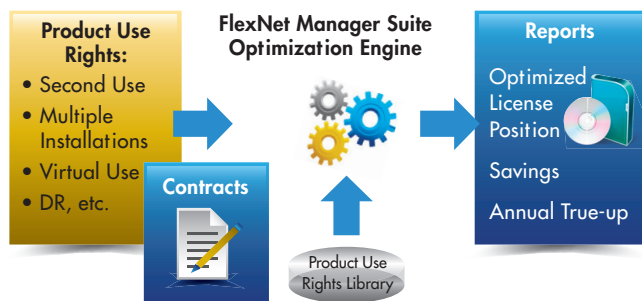 Product Use
Rights:
• Second Use
• Multiple
Installations
• Virtual Use
• DR, etc.
Contracts
FlexNet Manager Suite
Optimization Engine
Product Use
Rights Library
Reports
Optimized
License
Position
Savings
Annual True-up